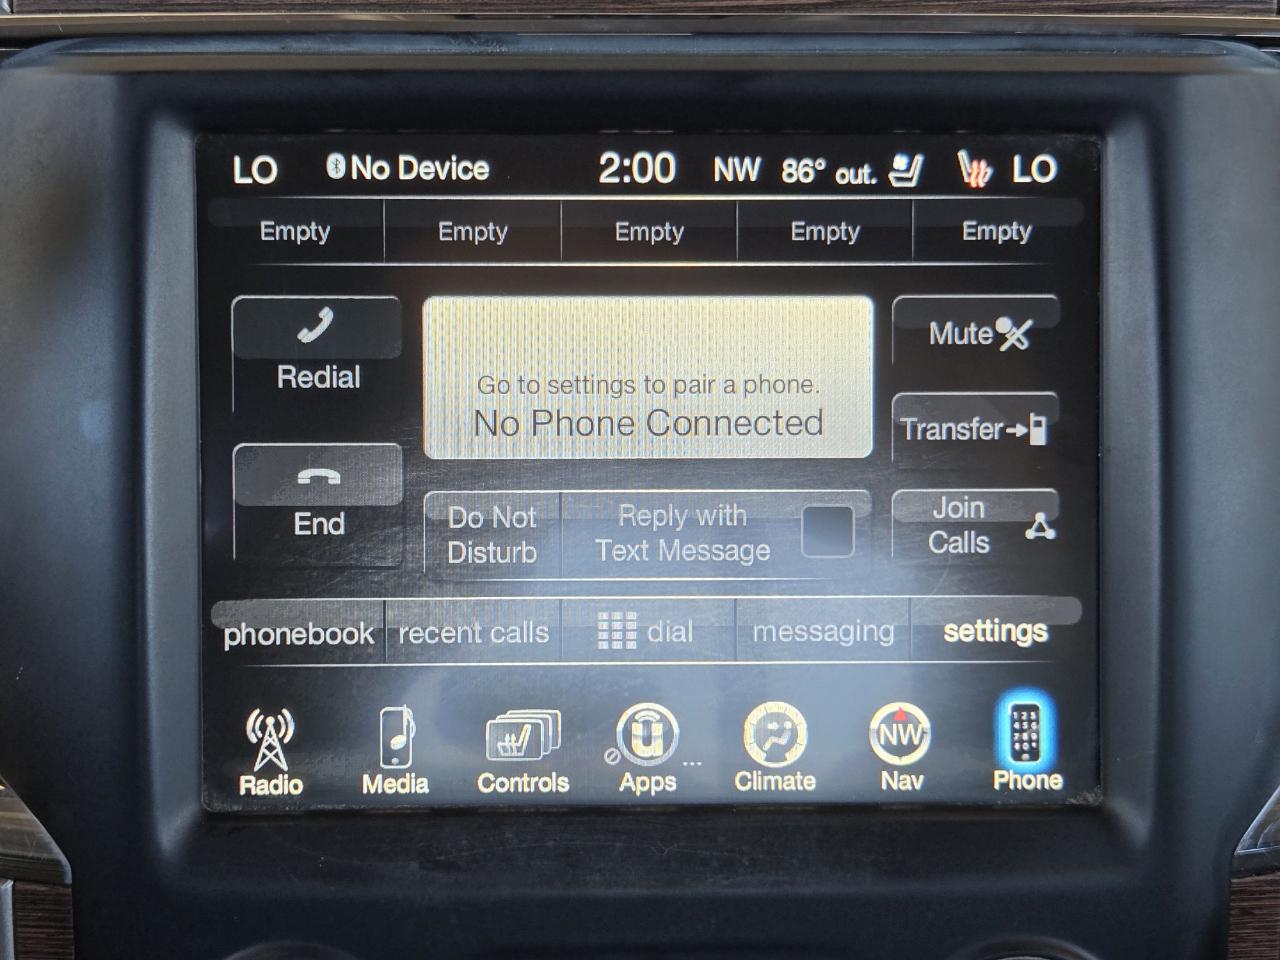 LO No Device 2:00 NW 86° out. LO
Empty Empty Empty Empty Empty
Redial
Go to settings to pair a phone.
No Phone Connected
Mute
Transfer
End
Do Not
Disturb
Reply with
Text Message
Join
Calls
phonebook recent calls dial messaging settings
NW
Radio Media Controls Apps ... Climate Nav Phone